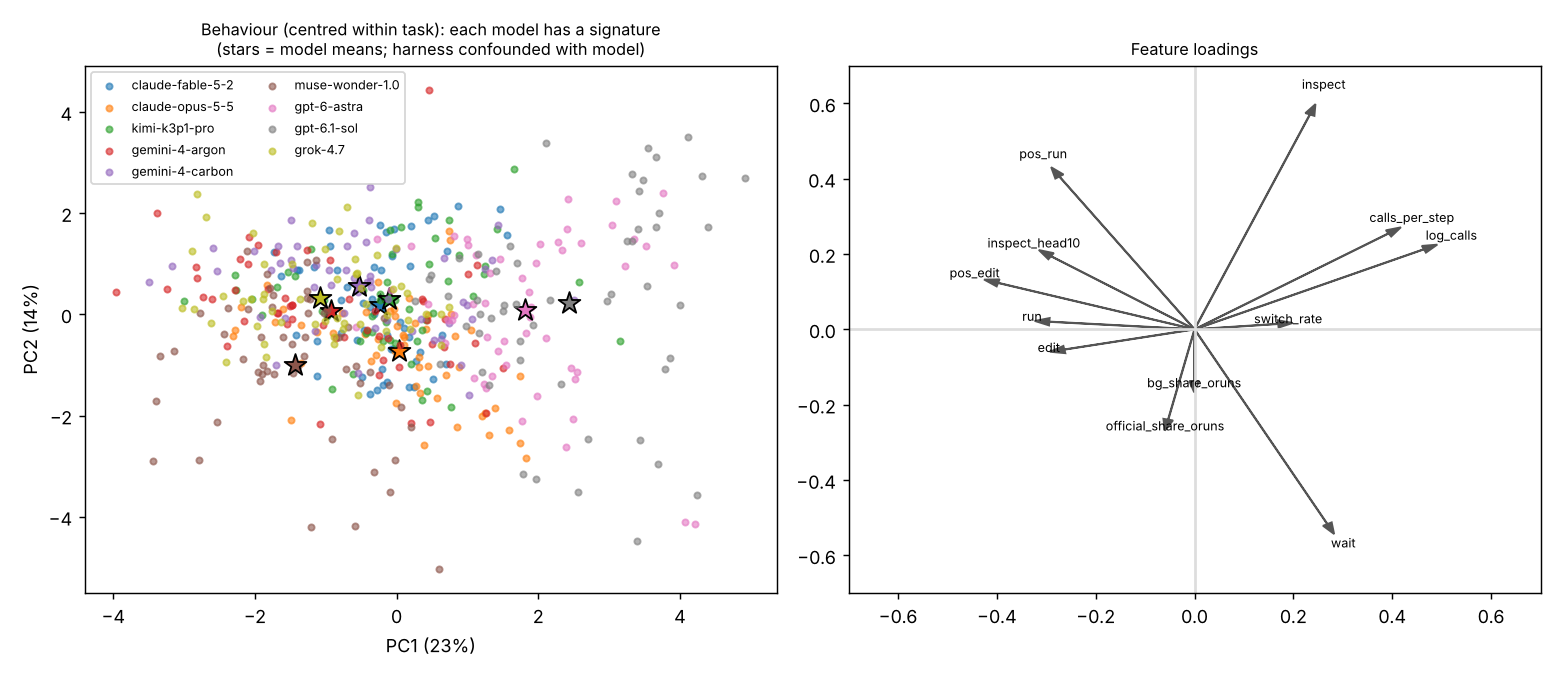 Behaviour (centred within task): each model has a signature
(stars = model means; harness confounded with model)
claude-fable-5-2
claude-opus-5-5
kimi-k3p1-pro
gemini-4-argon
gemini-4-carbon
muse-wonder-1.0
gpt-6-astra
gpt-6.1-sol
grok-4.7
4
2
0
−2
−4
PC2 (14%)
−4
−2
0
2
4
PC1 (23%)
Feature loadings
0.6
0.4
0.2
0.0
−0.2
−0.4
−0.6
inspect
pos_run
calls_per_step
log_calls
inspect_head10
pos_edit
run
switch_rate
edit
bg_share_oruns
official_share_oruns
wait
−0.6
−0.4
−0.2
0.0
0.2
0.4
0.6